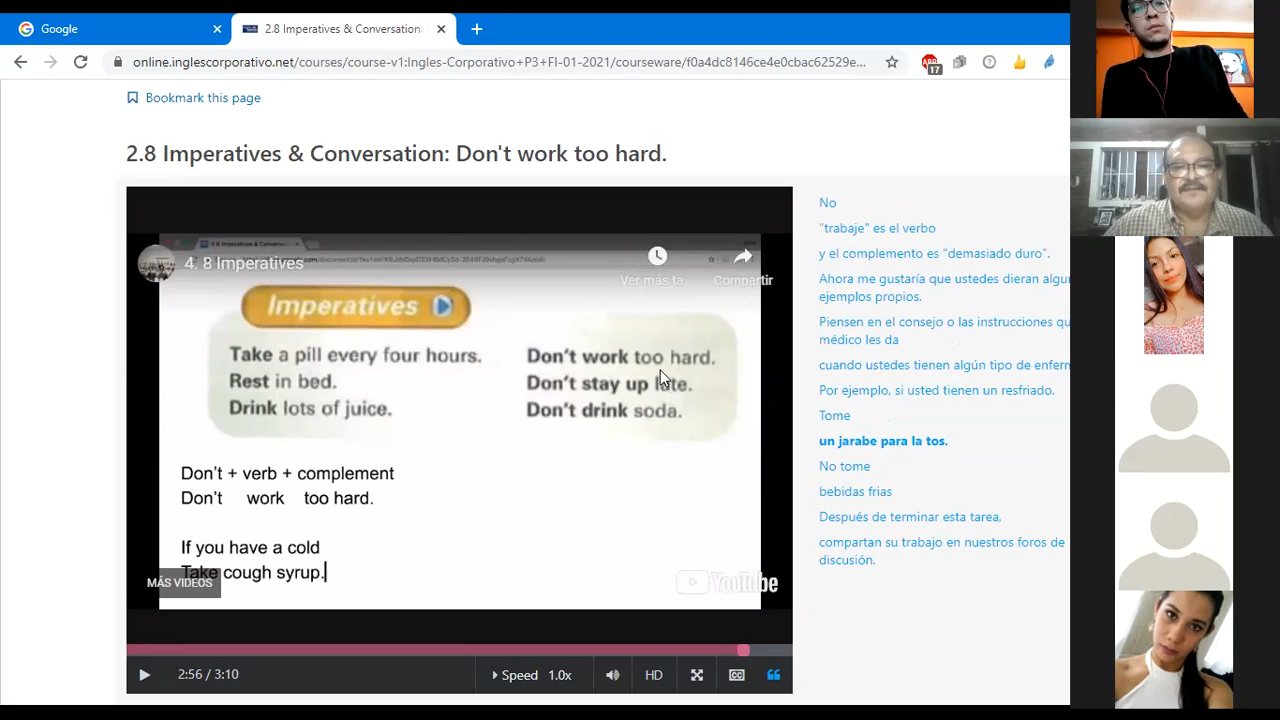 Google
2.8 Imperatives & Conversation:
online.inglescorporativo.net/courses/course-v1:Ingles-Corporativo+P3+FI-01-2021/courseware/f0a4dc8146ce4e0cbac62529e...
17
Bookmark this page
2.8 Imperatives & Conversation: Don't work too hard.
4. 8 Imperatives
Ver más ta.
Compartir
Imperatives
Take a pill every four hours.
Rest in bed.
Drink lots of juice.
Don't work too hard.
Don't stay up late.
Don't drink soda.
Don't + verb + complement
Don't work too hard.
If you have a cold
Take cough syrup.
MÁS VIDEOS
YouTube
2:56 / 3:10
Speed 1.0x
HD
No
"trabaje" es el verbo
y el complemento es "demasiado duro".
Ahora me gustaría que ustedes dieran
ejemplos propios.
Piensen en el consejo o las instrucciones
médico les da
cuando ustedes tienen algún tipo de
Por ejemplo, si usted tienen un resfriado.
Tome
un jarabe para la tos.
No tome
bebidas frias
Después de terminar esta tarea,
compartan su trabajo en nuestros foros de
discusión.